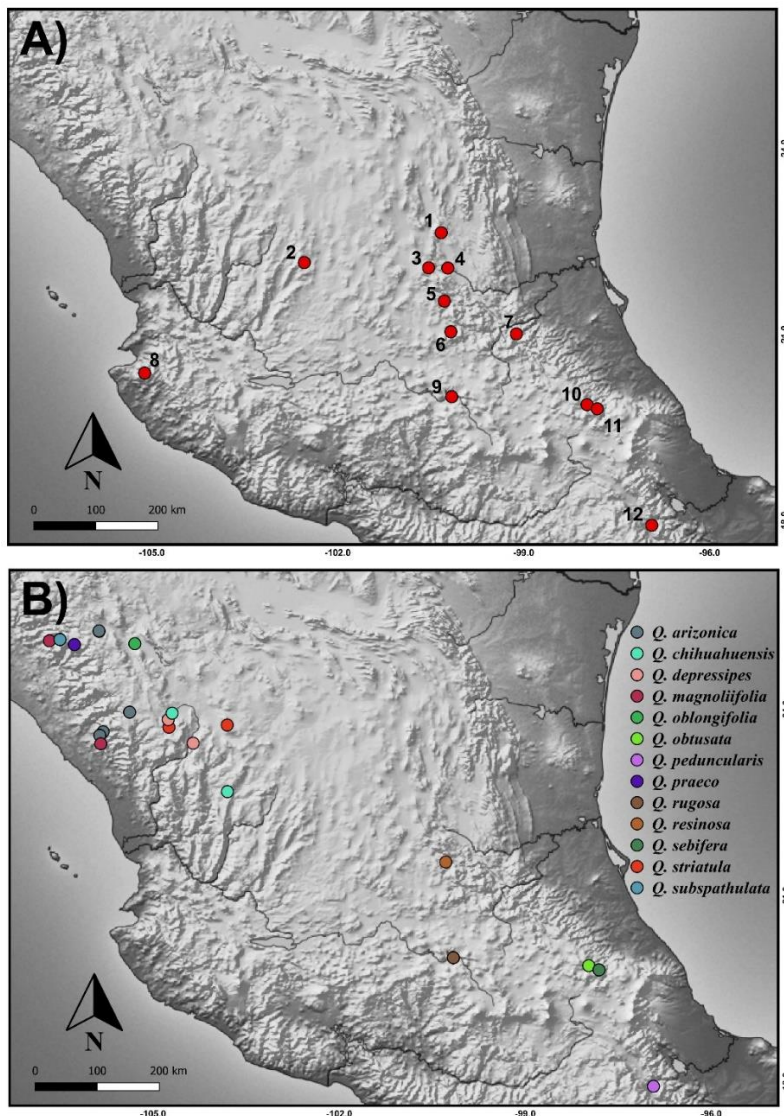 A)
1
2
3
4
5
6
7
8
9
10
11
12
N
0 100 200 km
-105.0 -102.0 -99.0 -96.0
B)
Q. arizonica
Q. chihuahuensis
Q. depressipes
Q. magnoliifolia
Q. oblongifolia
Q. obtusata
Q. peduncularis
Q. praeco
Q. rugosa
Q. resinosa
Q. sebifera
Q. striatula
Q. subspathulata
N
0 100 200 km
-105.0 -102.0 -99.0 -96.0